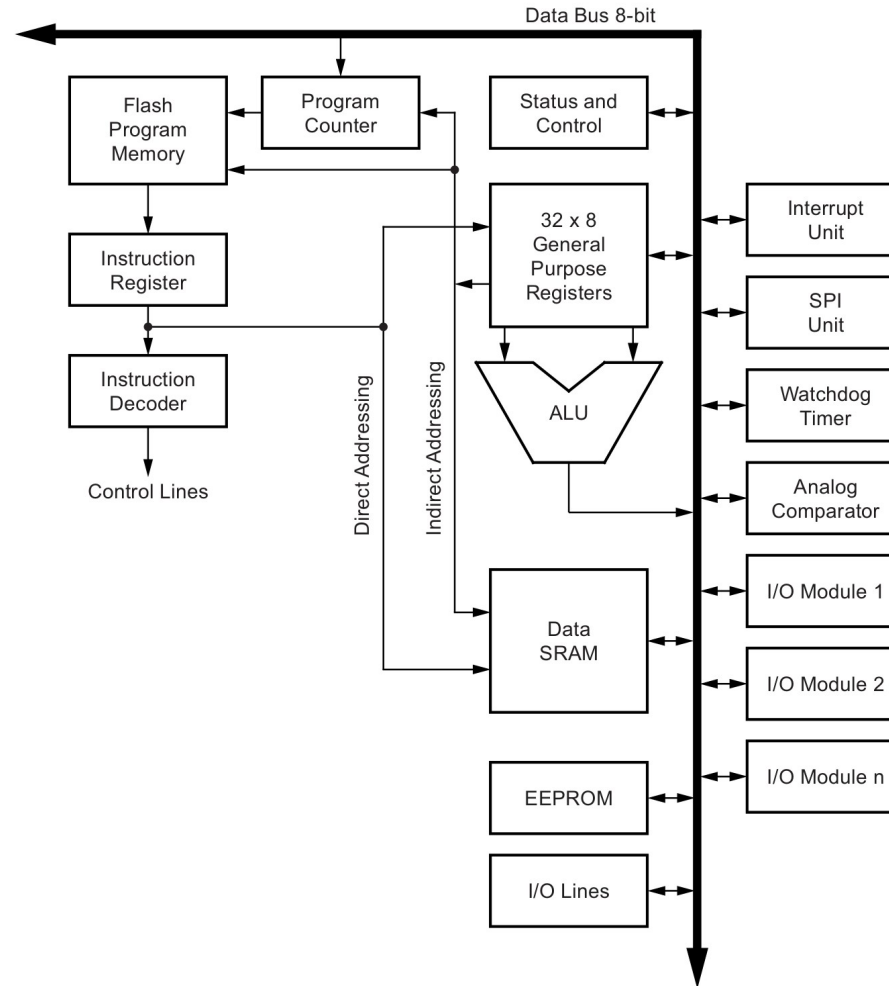 Data Bus 8-bit
Flash
Program
Memory
Program
Counter
Status and
Control
32 x 8
General
Purpose
Registers
Interrupt
Unit
Instruction
Register
SPI
Unit
Instruction
Decoder
Direct Addressing
Indirect Addressing
ALU
Watchdog
Timer
Control Lines
Analog
Comparator
I/O Module 1
Data
SRAM
I/O Module 2
I/O Module n
EEPROM
I/O Lines